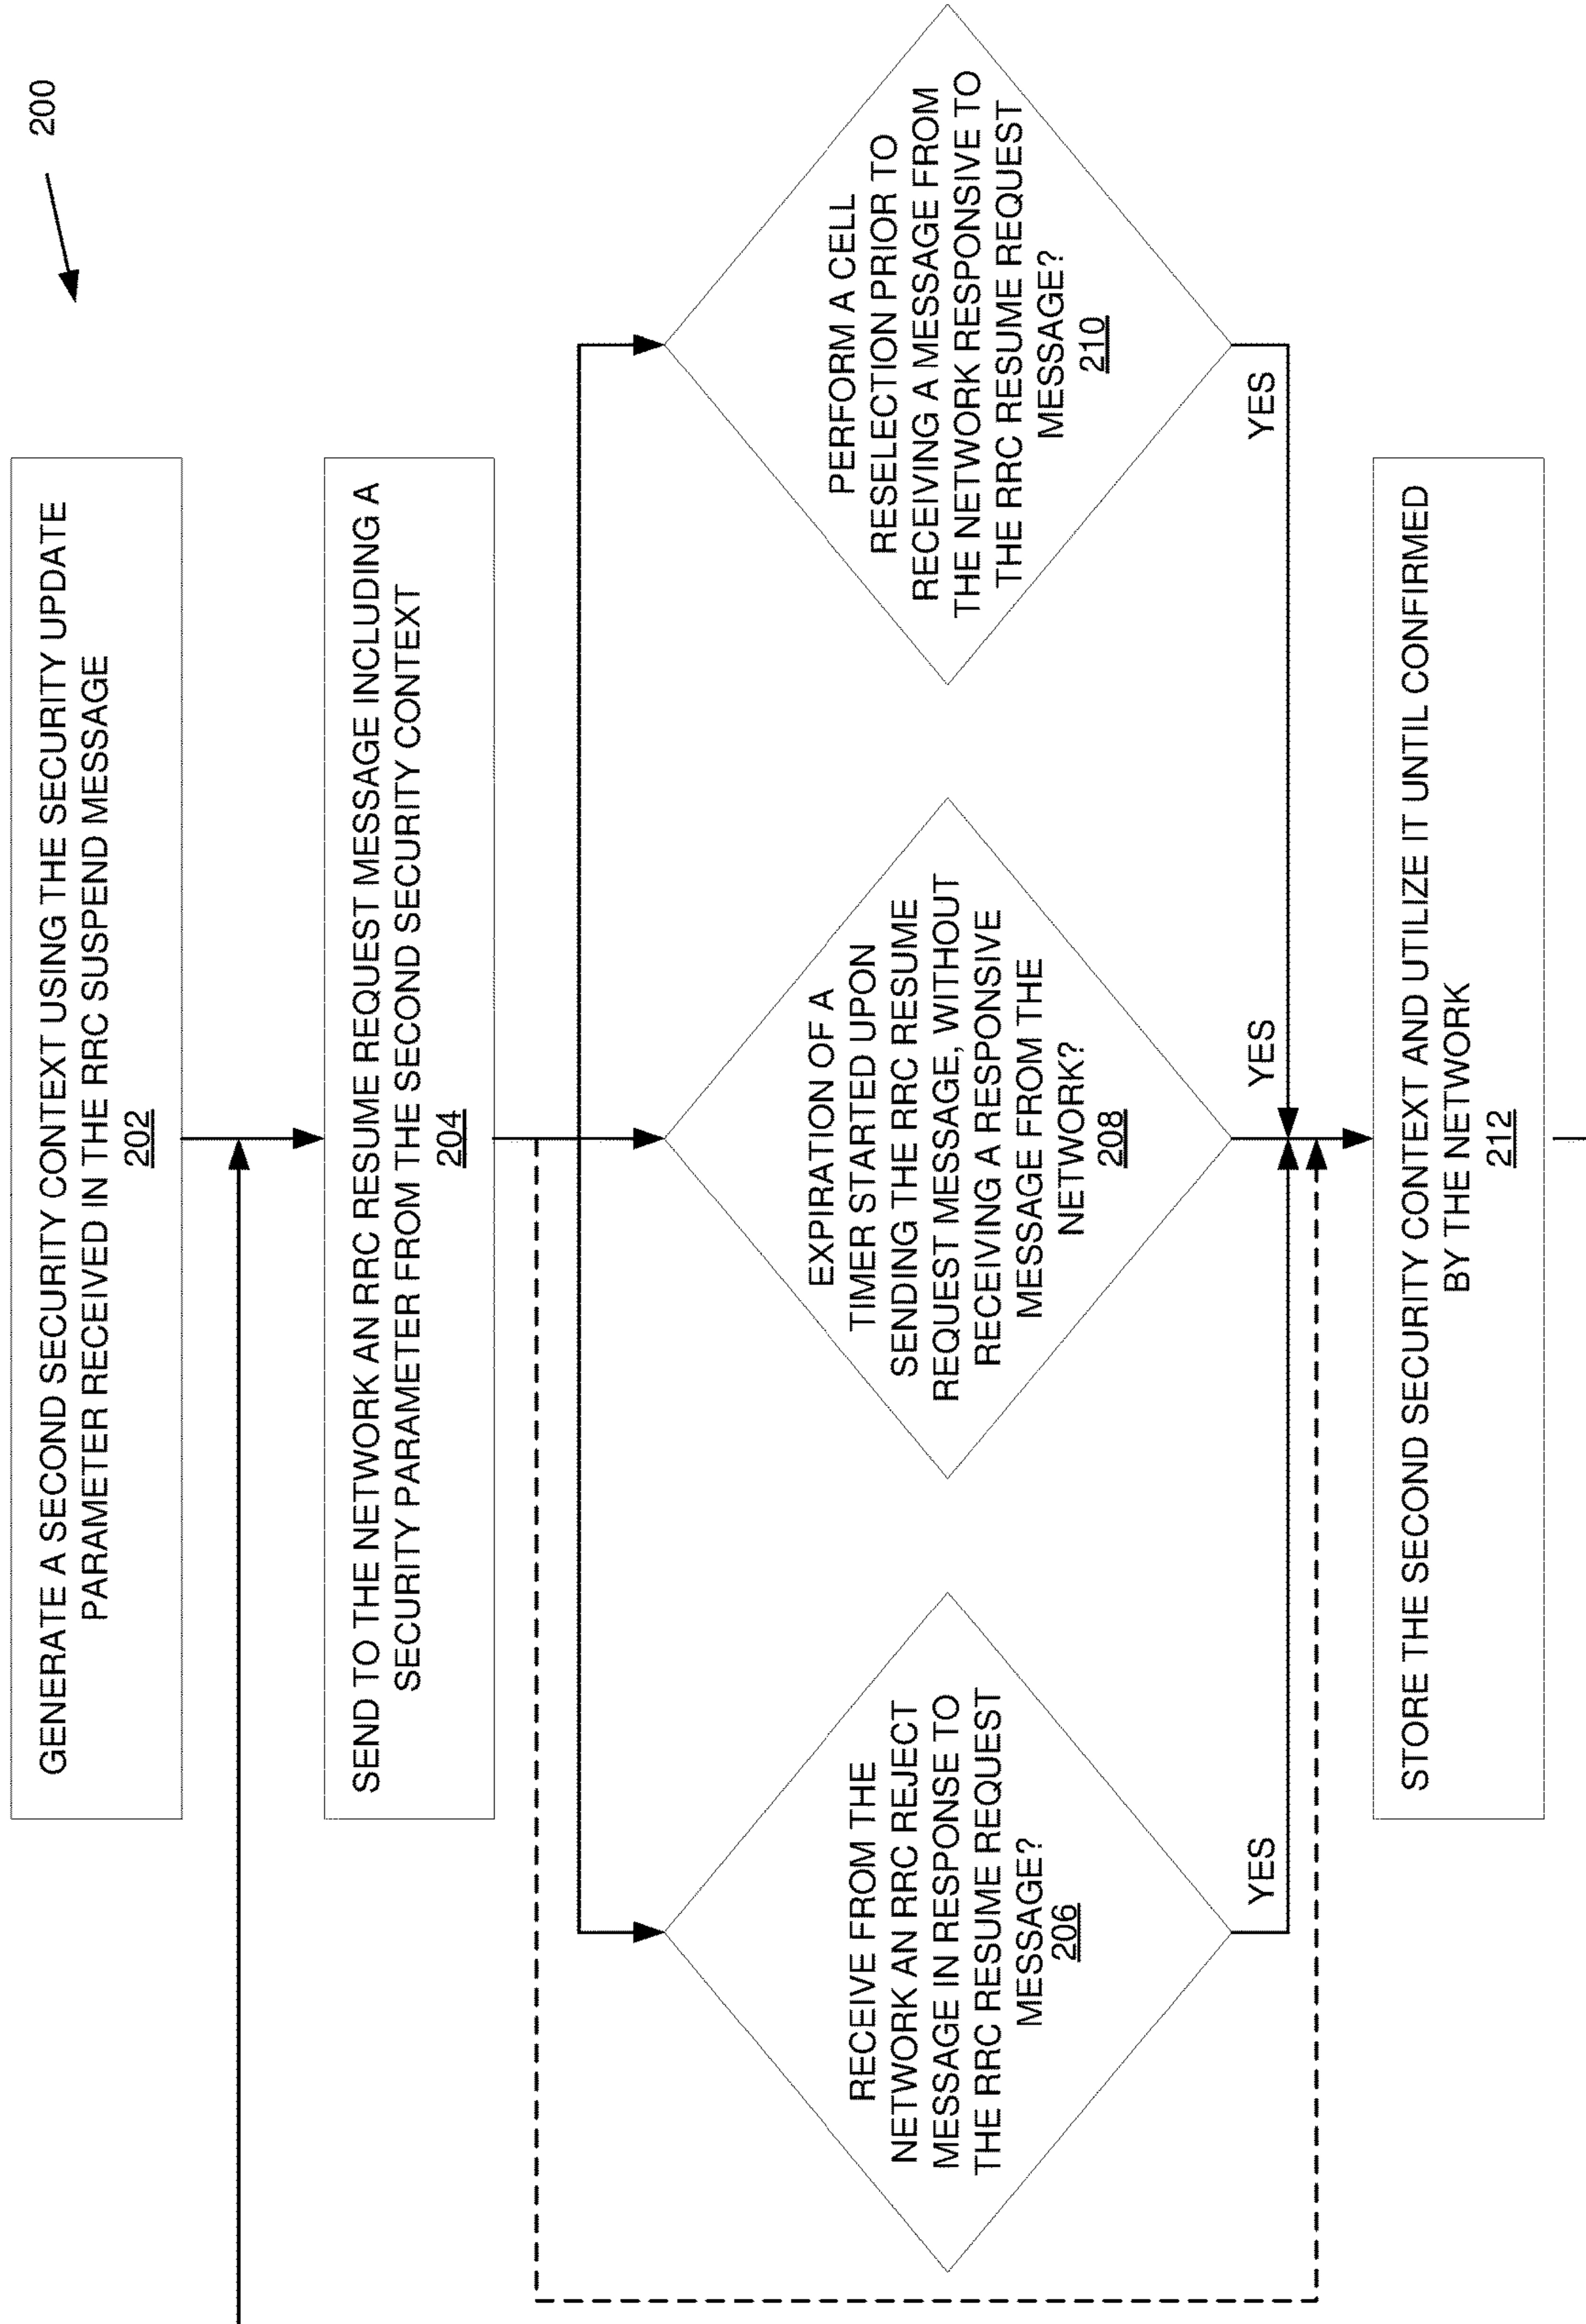 200
GENERATE A SECOND SECURITY CONTEXT USING THE SECURITY UPDATE
PARAMETER RECEIVED IN THE RRC SUSPEND MESSAGE
202
SEND TO THE NETWORK AN RRC RESUME REQUEST MESSAGE INCLUDING A
SECURITY PARAMETER FROM THE SECOND SECURITY CONTEXT
204
RECEIVE FROM THE
NETWORK AN RRC REJECT
MESSAGE IN RESPONSE TO
THE RRC RESUME REQUEST
MESSAGE?
206
YES
EXPIRATION OF A
TIMER STARTED UPON
SENDING THE RRC RESUME
REQUEST MESSAGE, WITHOUT
RECEIVING A RESPONSIVE
MESSAGE FROM THE
NETWORK?
208
YES
PERFORM A CELL
RESELECTION PRIOR TO
RECEIVING A MESSAGE FROM
THE NETWORK RESPONSIVE TO
THE RRC RESUME REQUEST
MESSAGE?
210
YES
STORE THE SECOND SECURITY CONTEXT AND UTILIZE IT UNTIL CONFIRMED
BY THE NETWORK
212